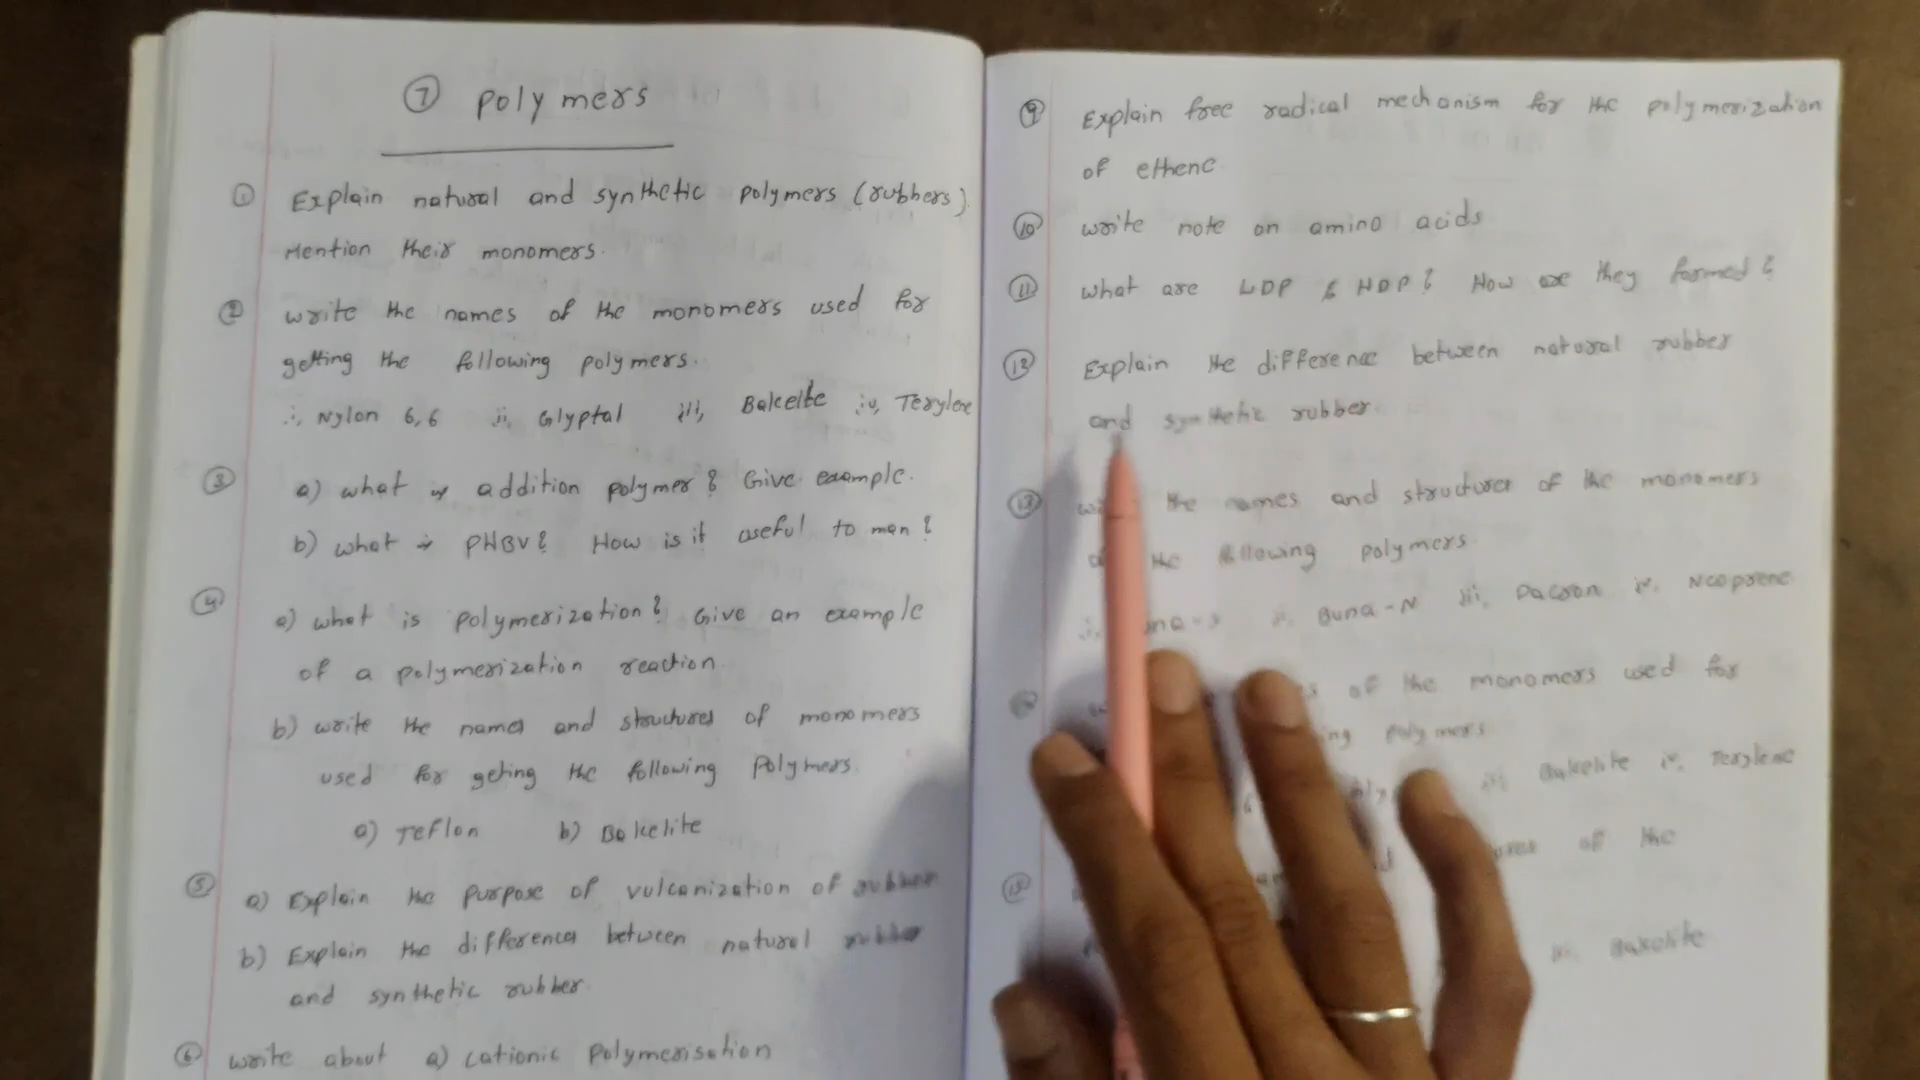 7 polymers
1 Explain natural and synthetic polymers (rubbers).
Mention their monomers.
2 write the names of the monomers used for
getting the following polymers.
i, Nylon 6,6 ii, Glyptal iii, Bakelite iv, Terylene
3 a) what is addition polymer? Give example.
b) what is PHBV? How is it useful to man?
4 a) what is polymerization? Give an example
of a polymerization reaction.
b) write the names and structures of monomers
used for geting the following Polymers.
a) Teflon b) Bakelite
5 a) Explain the purpose of vulcanization of rubber
b) Explain the differences between natural rubber
and synthetic rubber.
6 write about a) cationic polymerisation
9 Explain free radical mechanism for the polymerization
of ethene
10 write note on amino acids
11 what are LDP & HDP? How are they formed?
12 Explain the difference between natural rubber
and synthetic rubber.
13 the names and structures of the monomers
the following polymers
ii. Buna-N iii, Dacron iv. Neoprene
of the monomers used for
polymers
iii Bakelite iv, Terylene
15 of the
iii. Bakelite